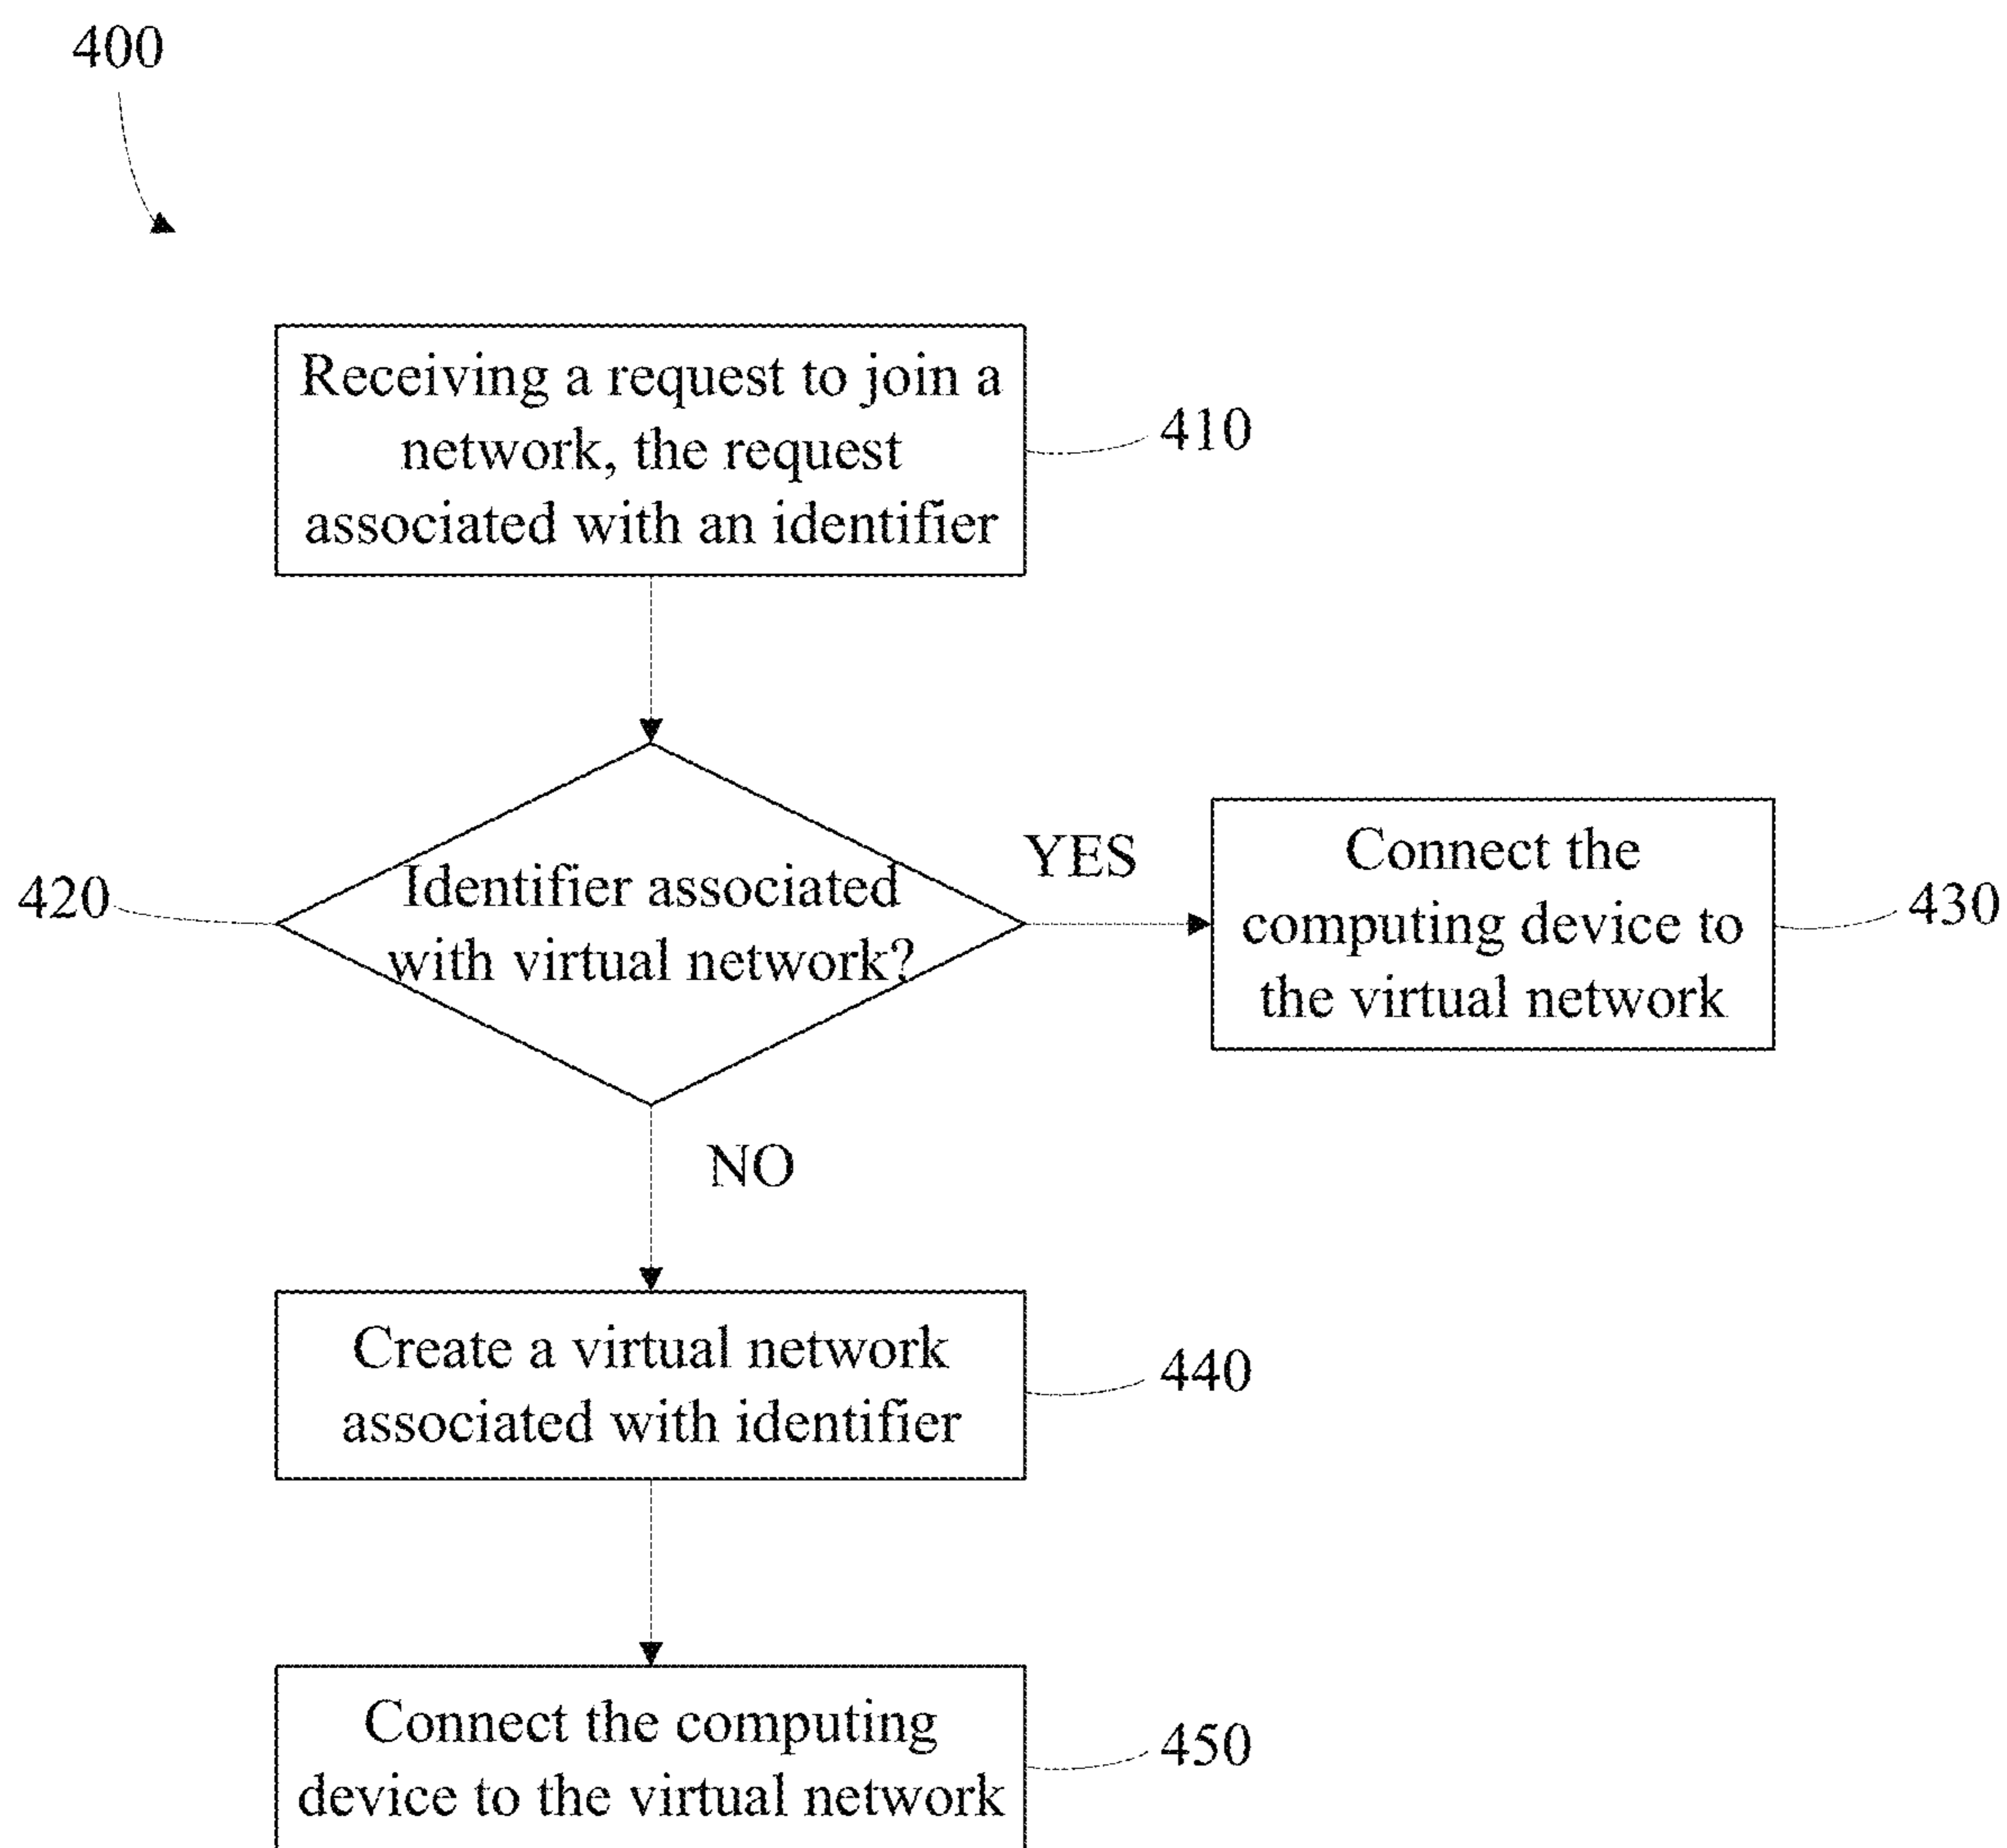 400
Receiving a request to join a
network, the request
associated with an identifier
410
Identifier associated
with virtual network?
420
YES
Connect the
computing device to
the virtual network
430
NO
Create a virtual network
associated with identifier
440
Connect the computing
device to the virtual network
450